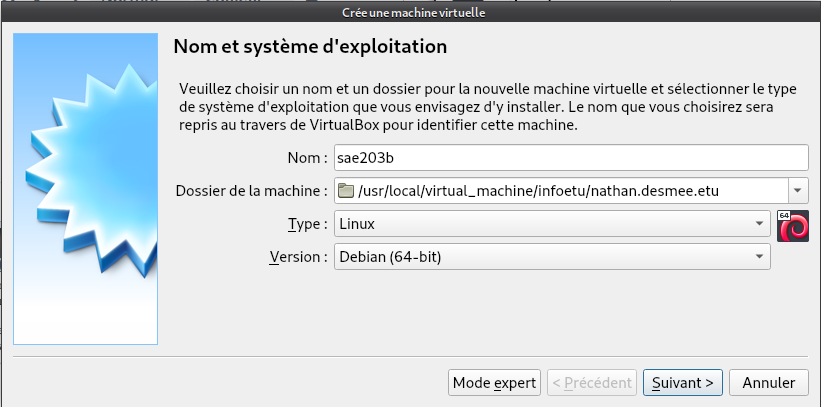 Crée une machine virtuelle
Nom et système d'exploitation
Veuillez choisir un nom et un dossier pour la nouvelle machine virtuelle et sélectionner le type
de système d'exploitation que vous envisagez d'y installer. Le nom que vous choisirez sera
repris au travers de VirtualBox pour identifier cette machine.
Nom : sae203b
Dossier de la machine : /usr/local/virtual_machine/infoetu/nathan.desmee.etu
Type : Linux
64
Version : Debian (64-bit)
Mode expert < Précédent Suivant > Annuler